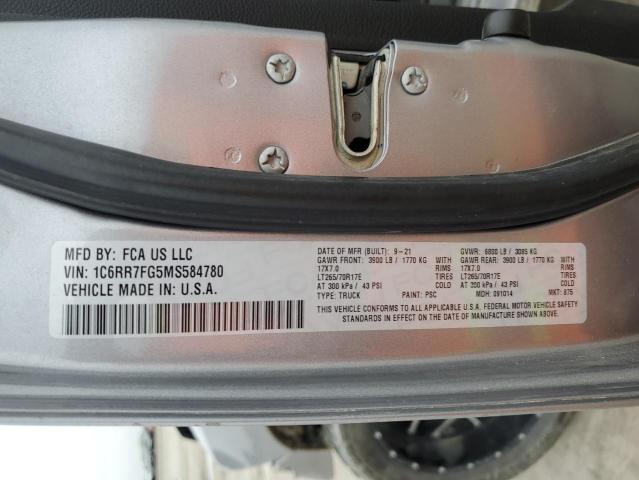 MFD BY: FCA US LLC
VIN: 1C6RR7FG5MS584780
VEHICLE MADE IN: U.S.A.
DATE OF MFR (BUILT): 9-21 GVWR: 6800 LB / 3085 KG
GAWR FRONT: 3900 LB / 1770 KG GAWR REAR: 3900 LB / 1770 KG
17X7.0 RIMS 17X7.0 RIMS
LT265/70R17E TIRES LT265/70R17E TIRES
AT 300 kPa / 43 PSI COLD AT 300 kPa / 43 PSI COLD
TYPE: TRUCK PAINT: PSC MDH: 091014 MKT: 875
THIS VEHICLE CONFORMS TO ALL APPLICABLE U.S.A. FEDERAL MOTOR VEHICLE SAFETY
STANDARDS IN EFFECT ON THE DATE OF MANUFACTURE SHOWN ABOVE.